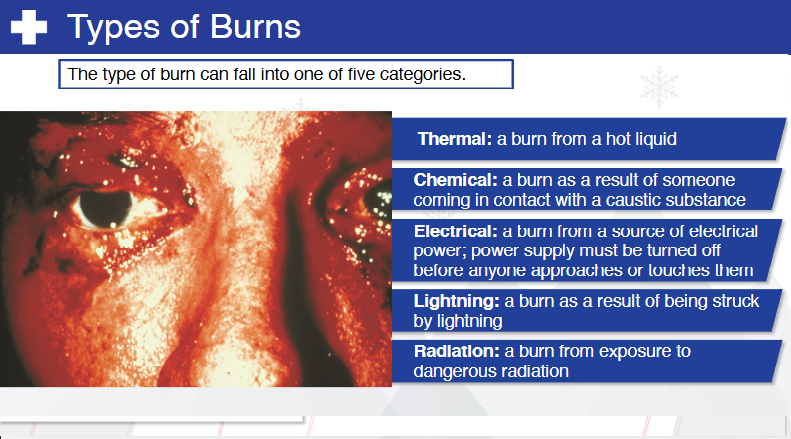 Types of Burns
The type of burn can fall into one of five categories.
Thermal: a burn from a hot liquid
Chemical: a burn as a result of someone
coming in contact with a caustic substance
Electrical: a burn from a source of electrical
power; power supply must be turned off
before anyone approaches or touches them
Lightning: a burn as a result of being struck
by lightning
Radiation: a burn from exposure to
dangerous radiation